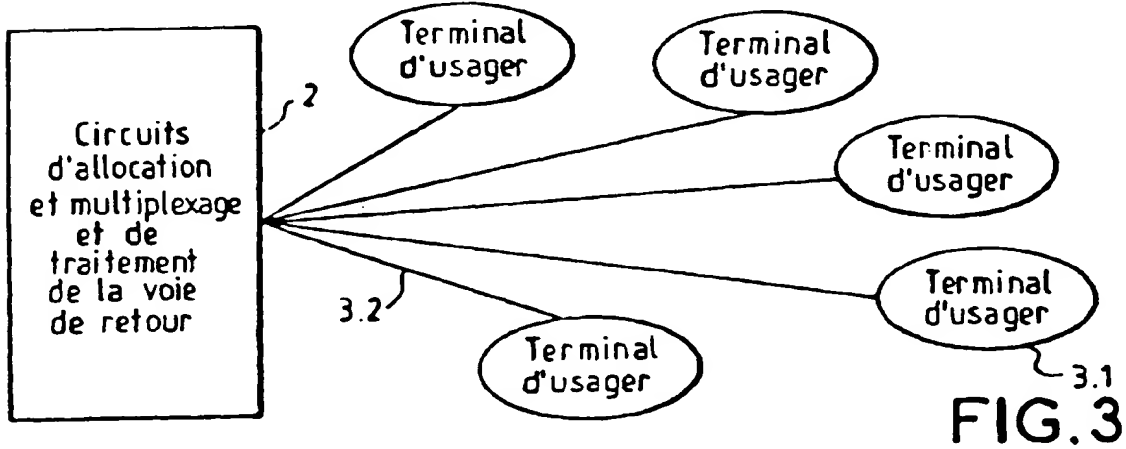 Circuits
d'allocation
et multiplexage
et de
traitement
de la voie
de retour
2
Terminal
d'usager
Terminal
d'usager
Terminal
d'usager
Terminal
d'usager
3.1
3.2
Terminal
d'usager
FIG.3